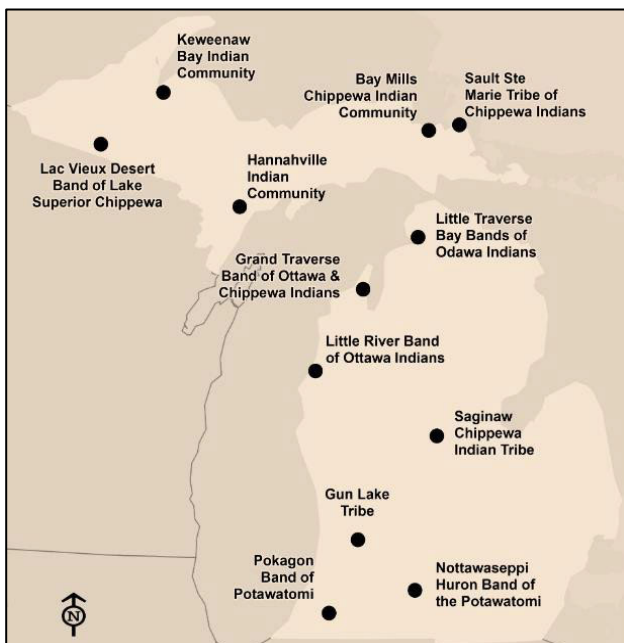 Keweenaw
Bay Indian
Community
Bay Mills
Chippewa Indian
Community
Sault Ste
Marie Tribe of
Chippewa Indians
Lac Vieux Desert
Band of Lake
Superior Chippewa
Hannahville
Indian
Community
Little Traverse
Bay Bands of
Odawa Indians
Grand Traverse
Band of Ottawa &
Chippewa Indians
Little River Band
of Ottawa Indians
Saginaw
Chippewa
Indian Tribe
Gun Lake
Tribe
Pokagon
Band of
Potawatomi
Nottawaseppi
Huron Band of
the Potawatomi
N